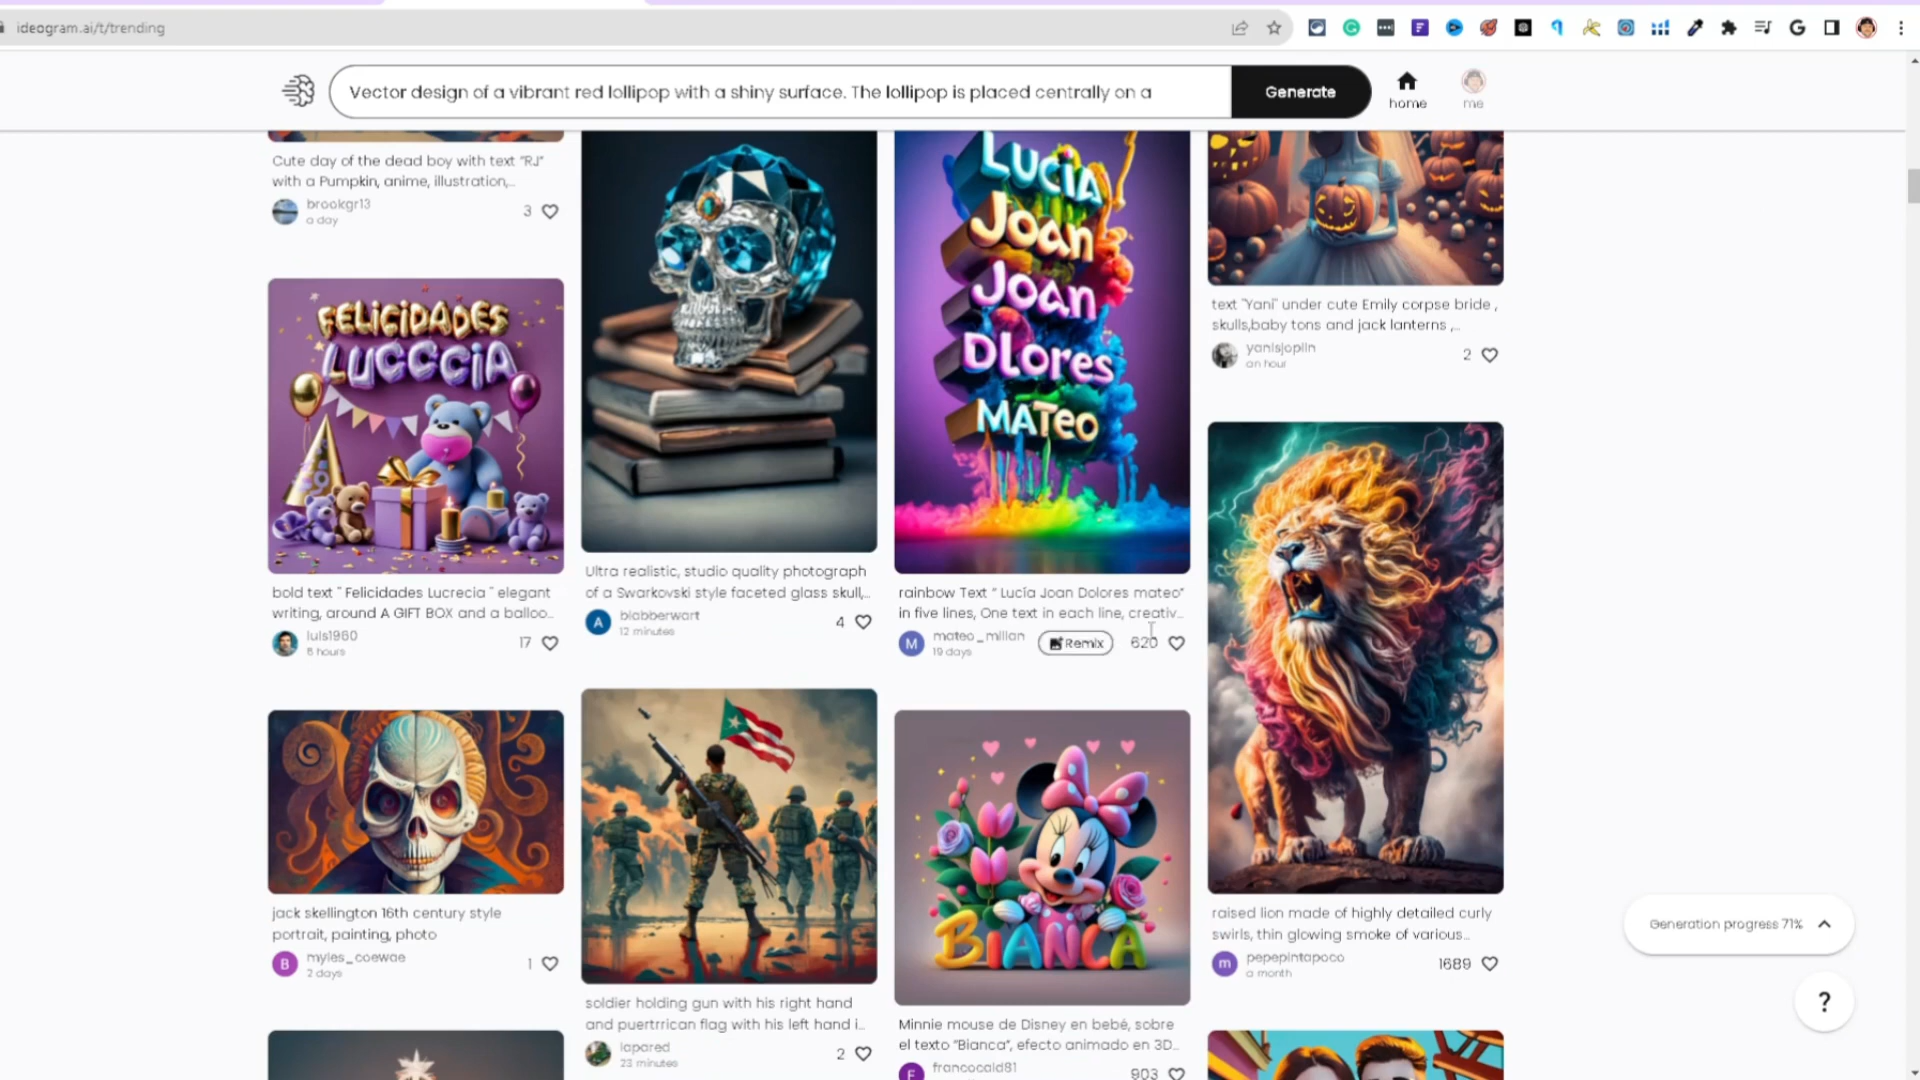 ideogram.ai/t/trending
Vector design of a vibrant red lollipop with a shiny surface. The lollipop is placed centrally on a
Generate
home
me
Cute day of the dead boy with text "RJ"
with a Pumpkin, anime, illustration,...
brookgr13
a day
3
FELICIDADES
LUCCCIA
bold text " Felicidades Lucrecia " elegant
writing, around A GIFT BOX and a balloo...
luis1960
8 hours
17
jack skellington 16th century style
portrait, painting, photo
B
myles_coewae
2 days
1
Ultra realistic, studio quality photograph
of a Swarkovski style faceted glass skull,...
A
blabberwart
12 minutes
4
soldier holding gun with his right hand
and puertrrican flag with his left hand i...
lapared
23 minutes
2
LUCIA
Joan
Joan
DLores
MATeo
rainbow Text " Lucía Joan Dolores mateo"
in five lines, One text in each line, creativ...
M
mateo_millan
19 days
Remix
620
BIANCA
Minnie mouse de Disney en bebé, sobre
el texto "Bianca", efecto animado en 3D...
F
francocald81
903
text "Yani" under cute Emily corpse bride ,
skulls,baby tons and jack lanterns ,...
yanisjoplin
an hour
2
raised lion made of highly detailed curly
swirls, thin glowing smoke of various...
m
pepepintapoco
a month
1689
Generation progress 71%
?